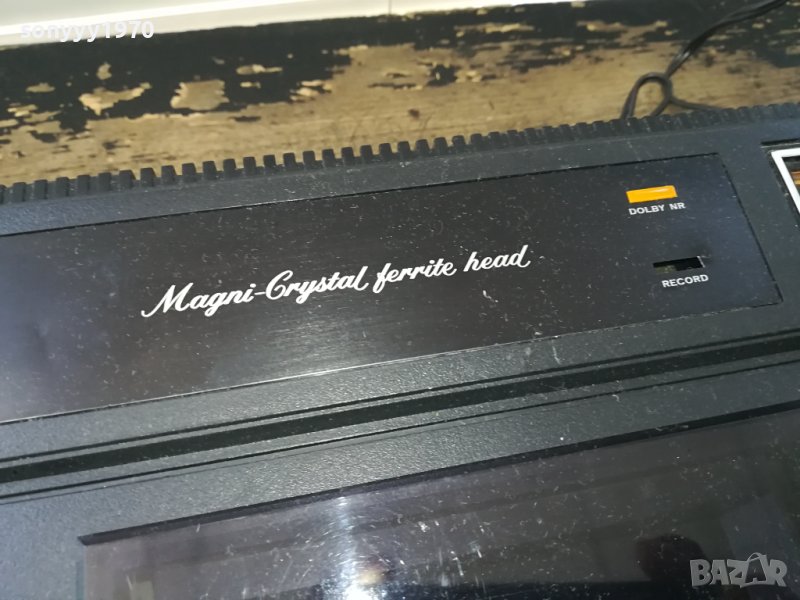 sonyyy1970
DOLBY NR
Magni-Crystal ferrite head
RECORD
BAZAR